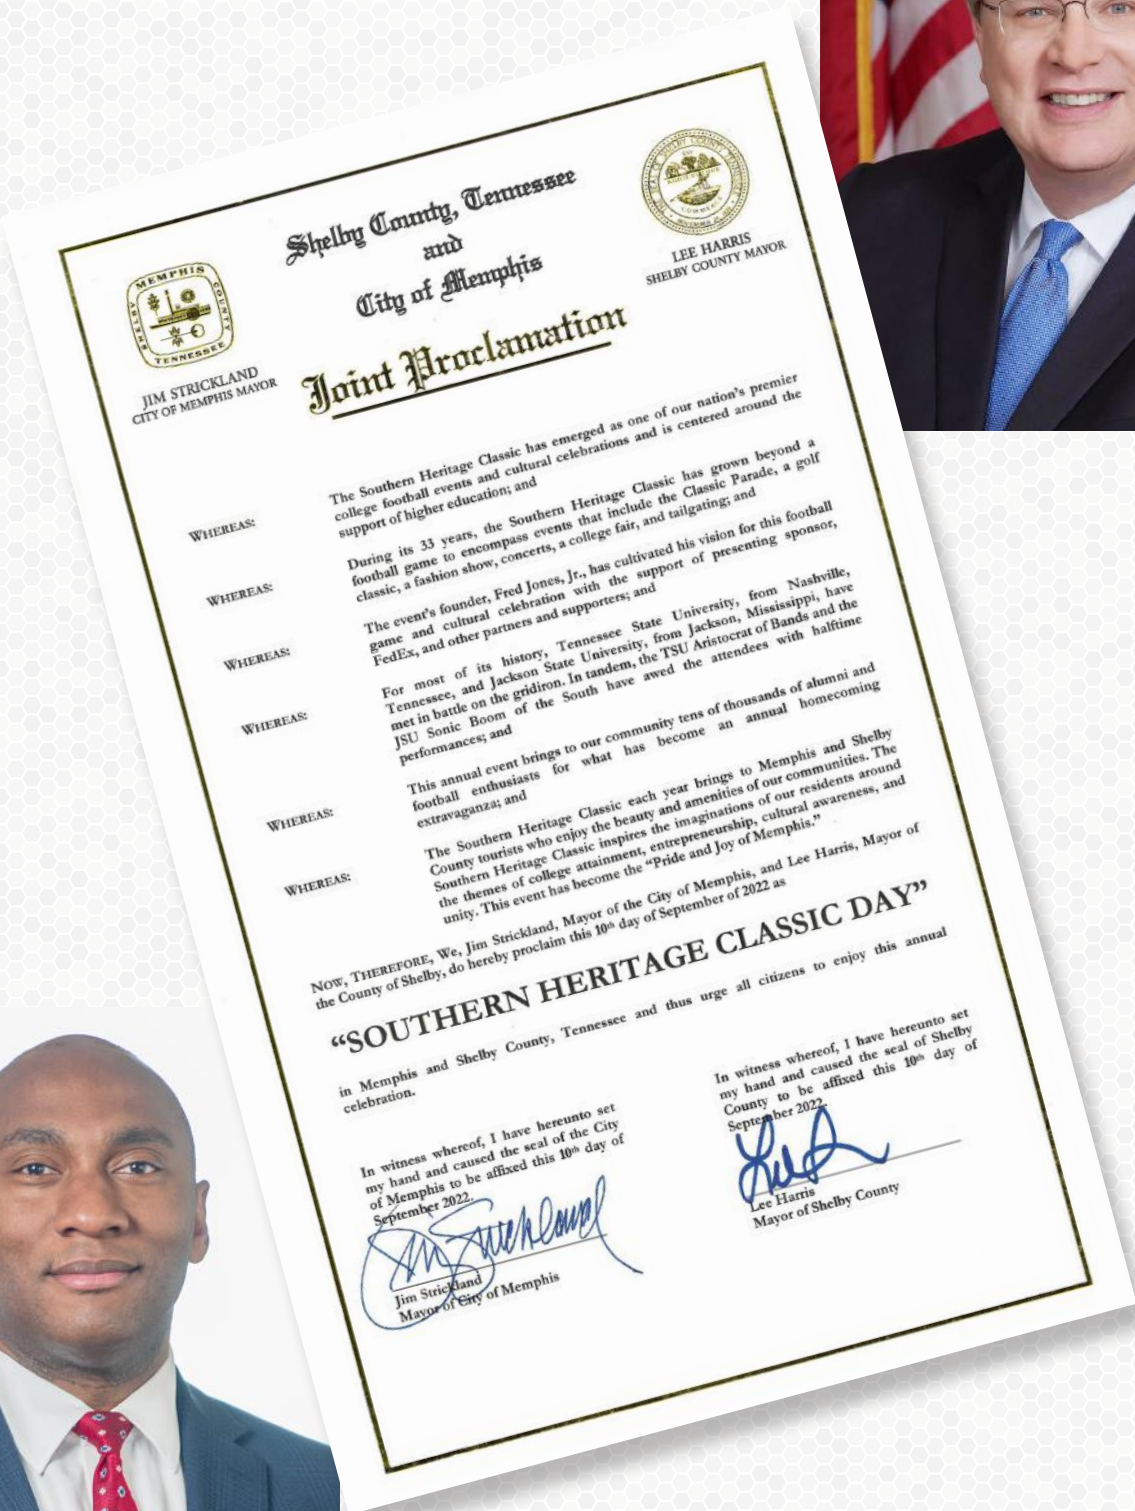 Shelby County, Tennessee
and
City of Memphis
Joint Proclamation
MEMPHIS
SHELBY COUNTY
TENNESSEE
JIM STRICKLAND
CITY OF MEMPHIS MAYOR
SEAL OF SHELBY COUNTY
COMMERCE
LEE HARRIS
SHELBY COUNTY MAYOR
WHEREAS: The Southern Heritage Classic has emerged as one of our nation's premier
college football events and cultural celebrations and is centered around the
support of higher education; and
WHEREAS: During its 33 years, the Southern Heritage Classic has grown beyond a
football game to encompass events that include the Classic Parade, a golf
classic, a fashion show, concerts, a college fair, and tailgating; and
WHEREAS: The event's founder, Fred Jones, Jr., has cultivated his vision for this football
game and cultural celebration with the support of presenting sponsor,
FedEx, and other partners and supporters; and
WHEREAS: For most of its history, Tennessee State University, from Nashville,
Tennessee, and Jackson State University, from Jackson, Mississippi, have
met in battle on the gridiron. In tandem, the TSU Aristocrat of Bands and the
JSU Sonic Boom of the South have awed the attendees with halftime
performances; and
WHEREAS: This annual event brings to our community tens of thousands of alumni and
football enthusiasts for what has become an annual homecoming
extravaganza; and
WHEREAS: The Southern Heritage Classic each year brings to Memphis and Shelby
County tourists who enjoy the beauty and amenities of our communities. The
Southern Heritage Classic inspires the imaginations of our residents around
the themes of college attainment, entrepreneurship, cultural awareness, and
unity. This event has become the "Pride and Joy of Memphis."
NOW, THEREFORE, We, Jim Strickland, Mayor of the City of Memphis, and Lee Harris, Mayor of
the County of Shelby, do hereby proclaim this 10th day of September of 2022 as
"SOUTHERN HERITAGE CLASSIC DAY"
in Memphis and Shelby County, Tennessee and thus urge all citizens to enjoy this annual
celebration.
In witness whereof, I have hereunto set
my hand and caused the seal of the City
of Memphis to be affixed this 10th day of
September 2022.
Jim Strickland
Jim Strickland
Mayor of City of Memphis
In witness whereof, I have hereunto set
my hand and caused the seal of Shelby
County to be affixed this 10th day of
September 2022.
Lee Harris
Mayor of Shelby County